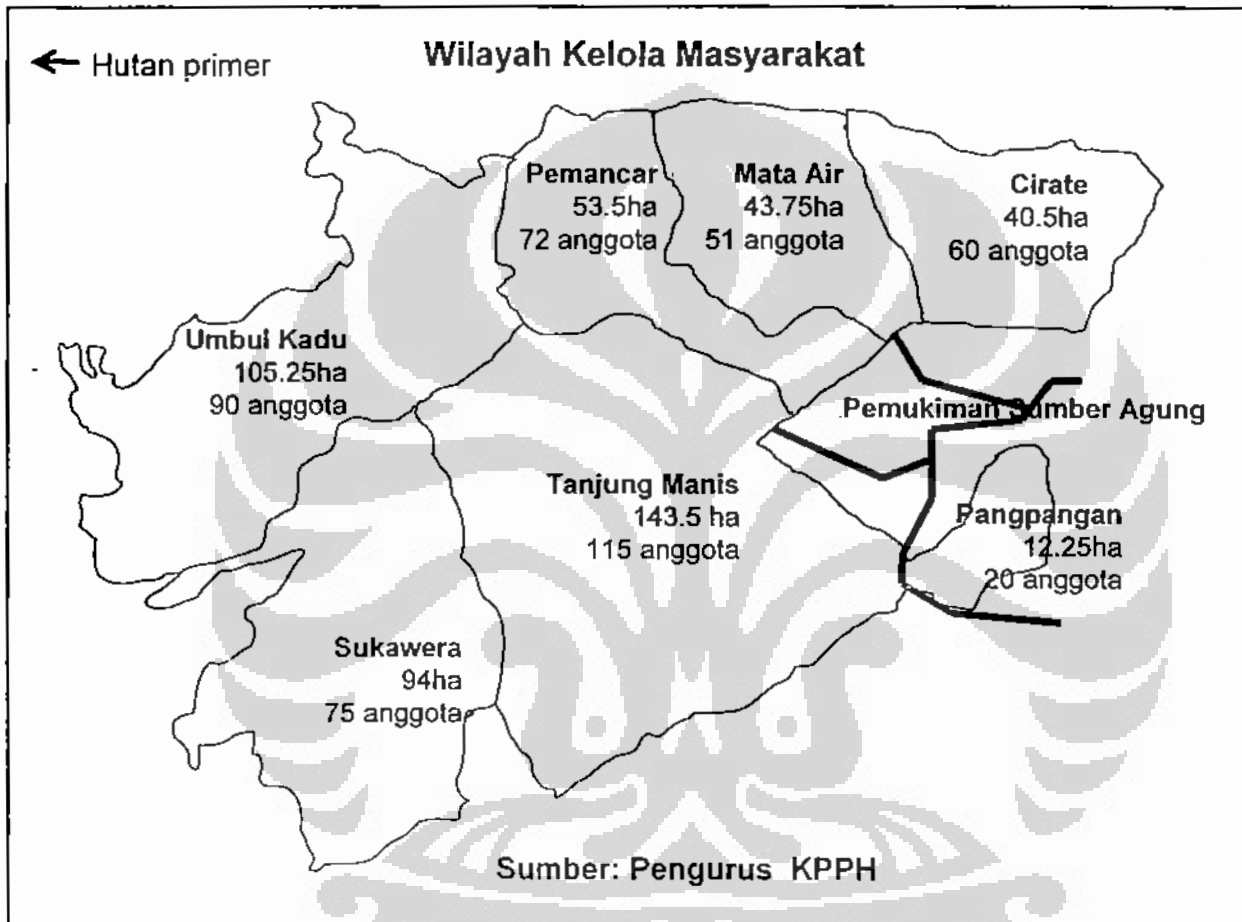 Wilayah Kelola Masyarakat
← Hutan primer
Pemancar
53.5ha
72 anggota
Mata Air
43.75ha
51 anggota
Cirate
40.5ha
60 anggota
Umbul Kadu
105.25ha
90 anggota
Pemukiman Sumber Agung
Tanjung Manis
143.5 ha
115 anggota
Pangpangan
12.25ha
20 anggota
Sukawera
94ha
75 anggota
Sumber: Pengurus KPPH